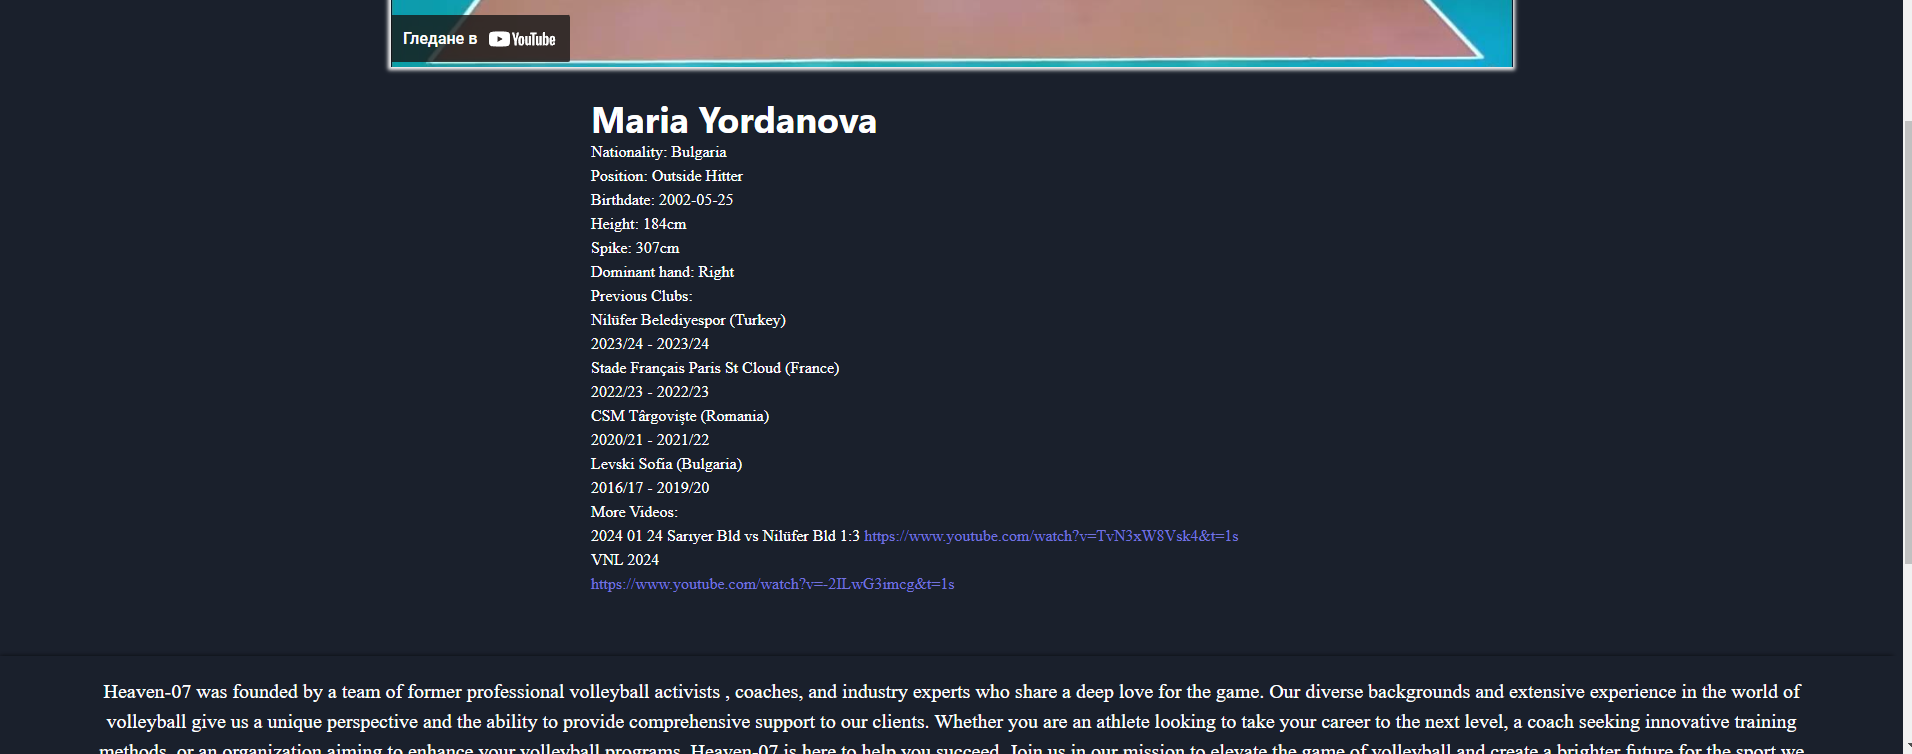 Гледане в YouTube
Maria Yordanova
Nationality: Bulgaria
Position: Outside Hitter
Birthdate: 2002-05-25
Height: 184cm
Spike: 307cm
Dominant hand: Right
Previous Clubs:
Nilüfer Belediyespor (Turkey)
2023/24 - 2023/24
Stade Français Paris St Cloud (France)
2022/23 - 2022/23
CSM Târgoviște (Romania)
2020/21 - 2021/22
Levski Sofia (Bulgaria)
2016/17 - 2019/20
More Videos:
2024 01 24 Sarıyer Bld vs Nilüfer Bld 1:3 https://www.youtube.com/watch?v=TvN3xW8Vsk4&t=1s
VNL 2024
https://www.youtube.com/watch?v=-2ILwG3imcg&t=1s
Heaven-07 was founded by a team of former professional volleyball activists , coaches, and industry experts who share a deep love for the game. Our diverse backgrounds and extensive experience in the world of
volleyball give us a unique perspective and the ability to provide comprehensive support to our clients. Whether you are an athlete looking to take your career to the next level, a coach seeking innovative training
methods, or an organization aiming to enhance your volleyball programs, Heaven-07 is here to help you succeed. Join us in our mission to elevate the game of volleyball and create a brighter future for the sport we